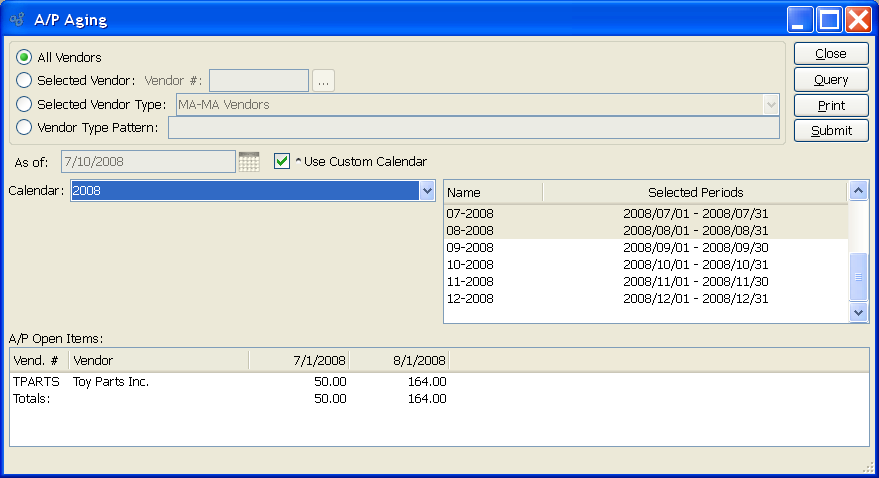 A/P Aging
All Vendors
Close
Selected Vendor: Vendor #: ...
Query
Selected Vendor Type: MA-MA Vendors
Print
Vendor Type Pattern:
Submit
As of: 7/10/2008 ^ Use Custom Calendar
Calendar: 2008
Name Selected Periods
07-2008 2008/07/01 - 2008/07/31
08-2008 2008/08/01 - 2008/08/31
09-2008 2008/09/01 - 2008/09/30
10-2008 2008/10/01 - 2008/10/31
11-2008 2008/11/01 - 2008/11/30
12-2008 2008/12/01 - 2008/12/31
A/P Open Items:
Vend. # Vendor 7/1/2008 8/1/2008
TPARTS Toy Parts Inc. 50.00 164.00
Totals: 50.00 164.00